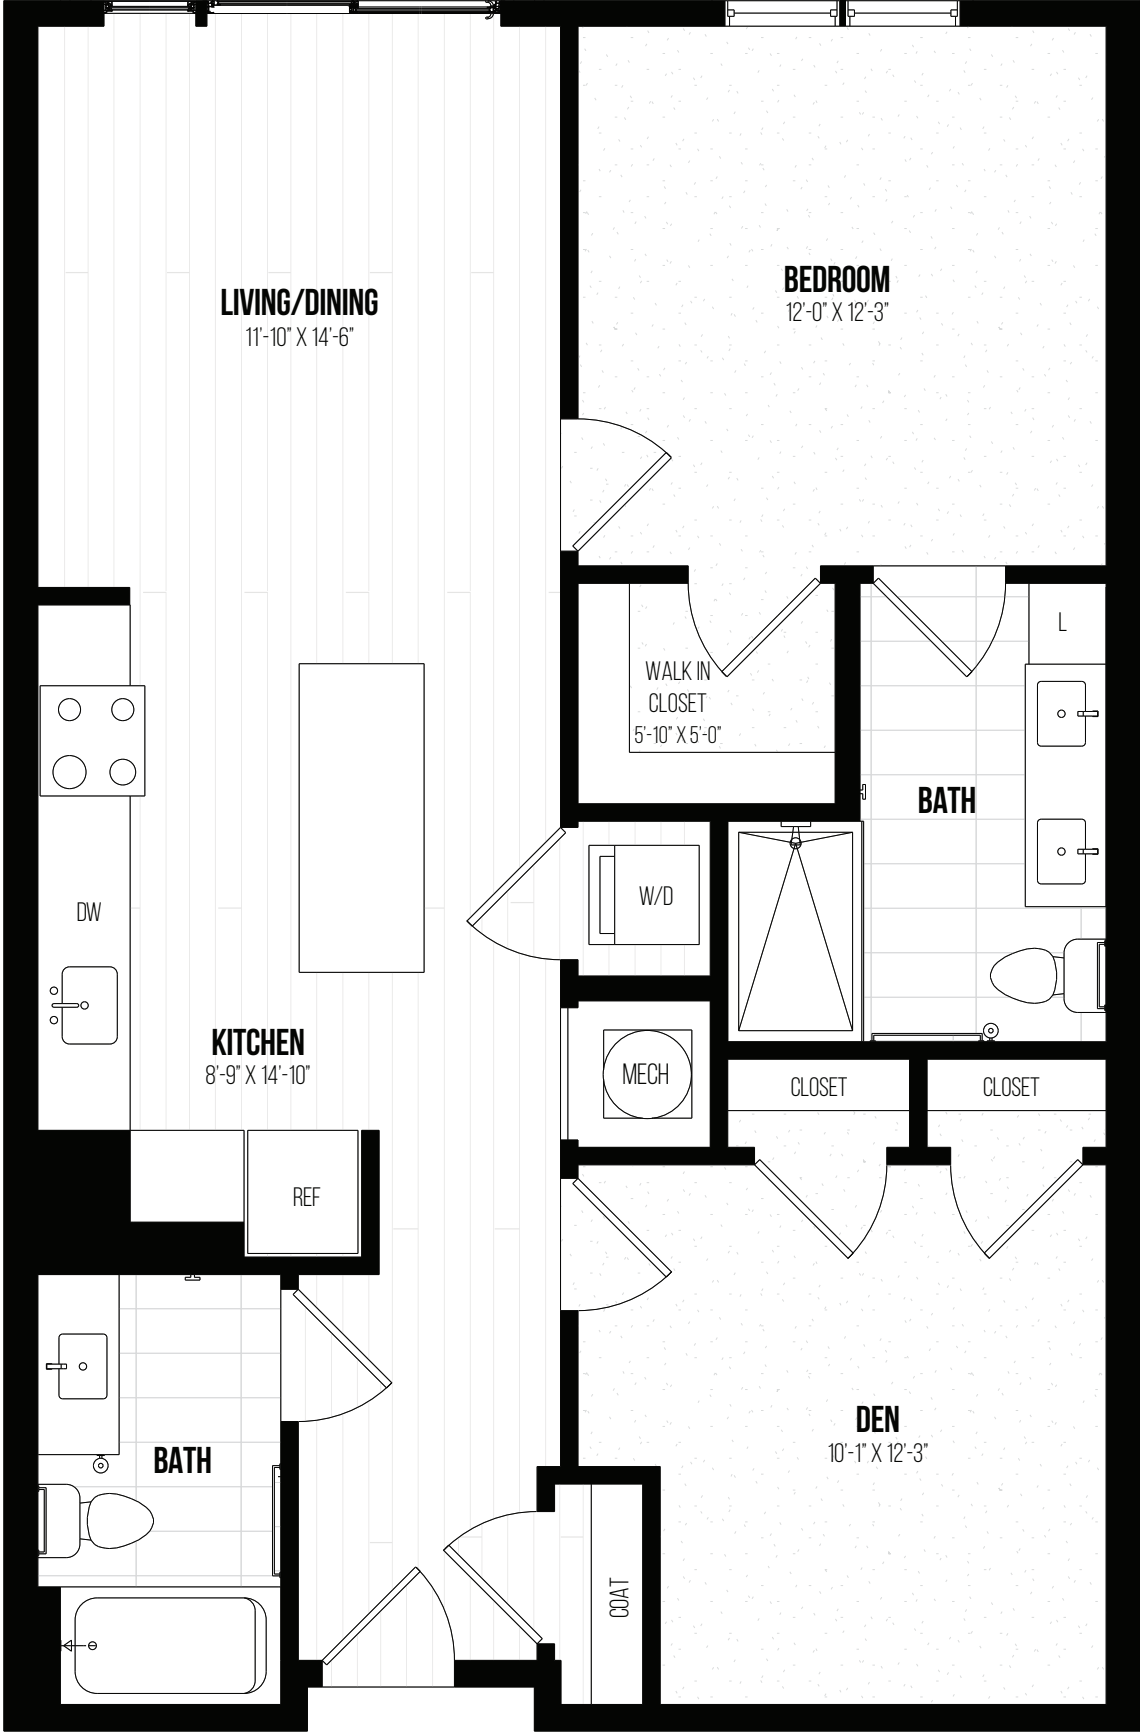 BEDROOM
12'-0" X 12'-3"
LIVING/DINING
11'-10" X 14'-6"
L
WALK IN
CLOSET
5'-10" X 5'-0"
BATH
W/D
DW
KITCHEN
8'-9" X 14'-10"
MECH
CLOSET
CLOSET
REF
DEN
10'-1" X 12'-3"
BATH
COAT